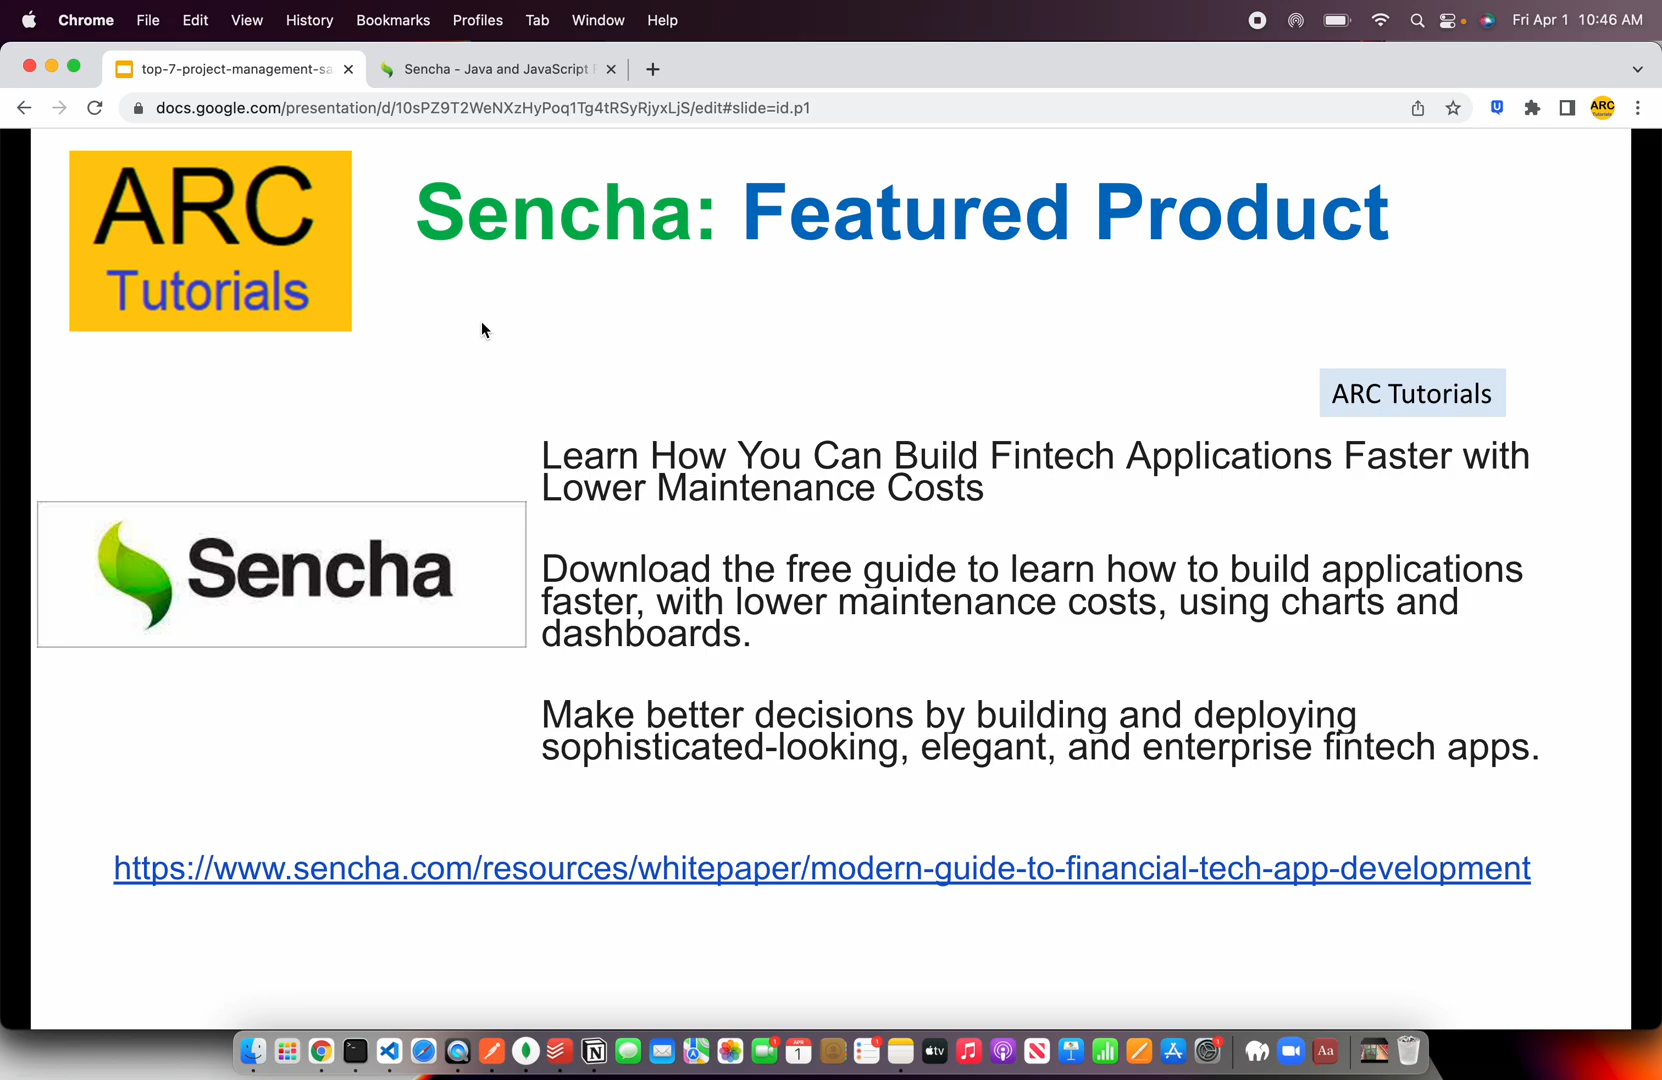 Chrome File Edit View History Bookmarks Profiles Tab Window Help Fri Apr 1 10:46 AM
top-7-project-management-sa Sencha - Java and JavaScript
docs.google.com/presentation/d/10sPZ9T2WeNXzHyPoq1Tg4tRSyRjyxLjS/edit#slide=id.p1 ARC
ARC
Tutorials
Sencha: Featured Product
ARC Tutorials
Learn How You Can Build Fintech Applications Faster with
Lower Maintenance Costs
Sencha
Download the free guide to learn how to build applications
faster, with lower maintenance costs, using charts and
dashboards.
Make better decisions by building and deploying
sophisticated-looking, elegant, and enterprise fintech apps.
https://www.sencha.com/resources/whitepaper/modern-guide-to-financial-tech-app-development
APR
1
tv
Aa